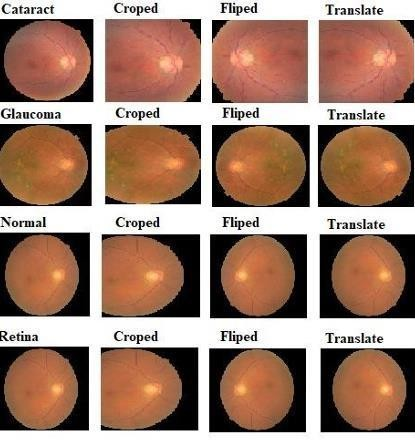 Cataract Croped Fliped Translate
Glaucoma Croped Fliped Translate
Normal Croped Fliped Translate
Retina Croped Fliped Translate